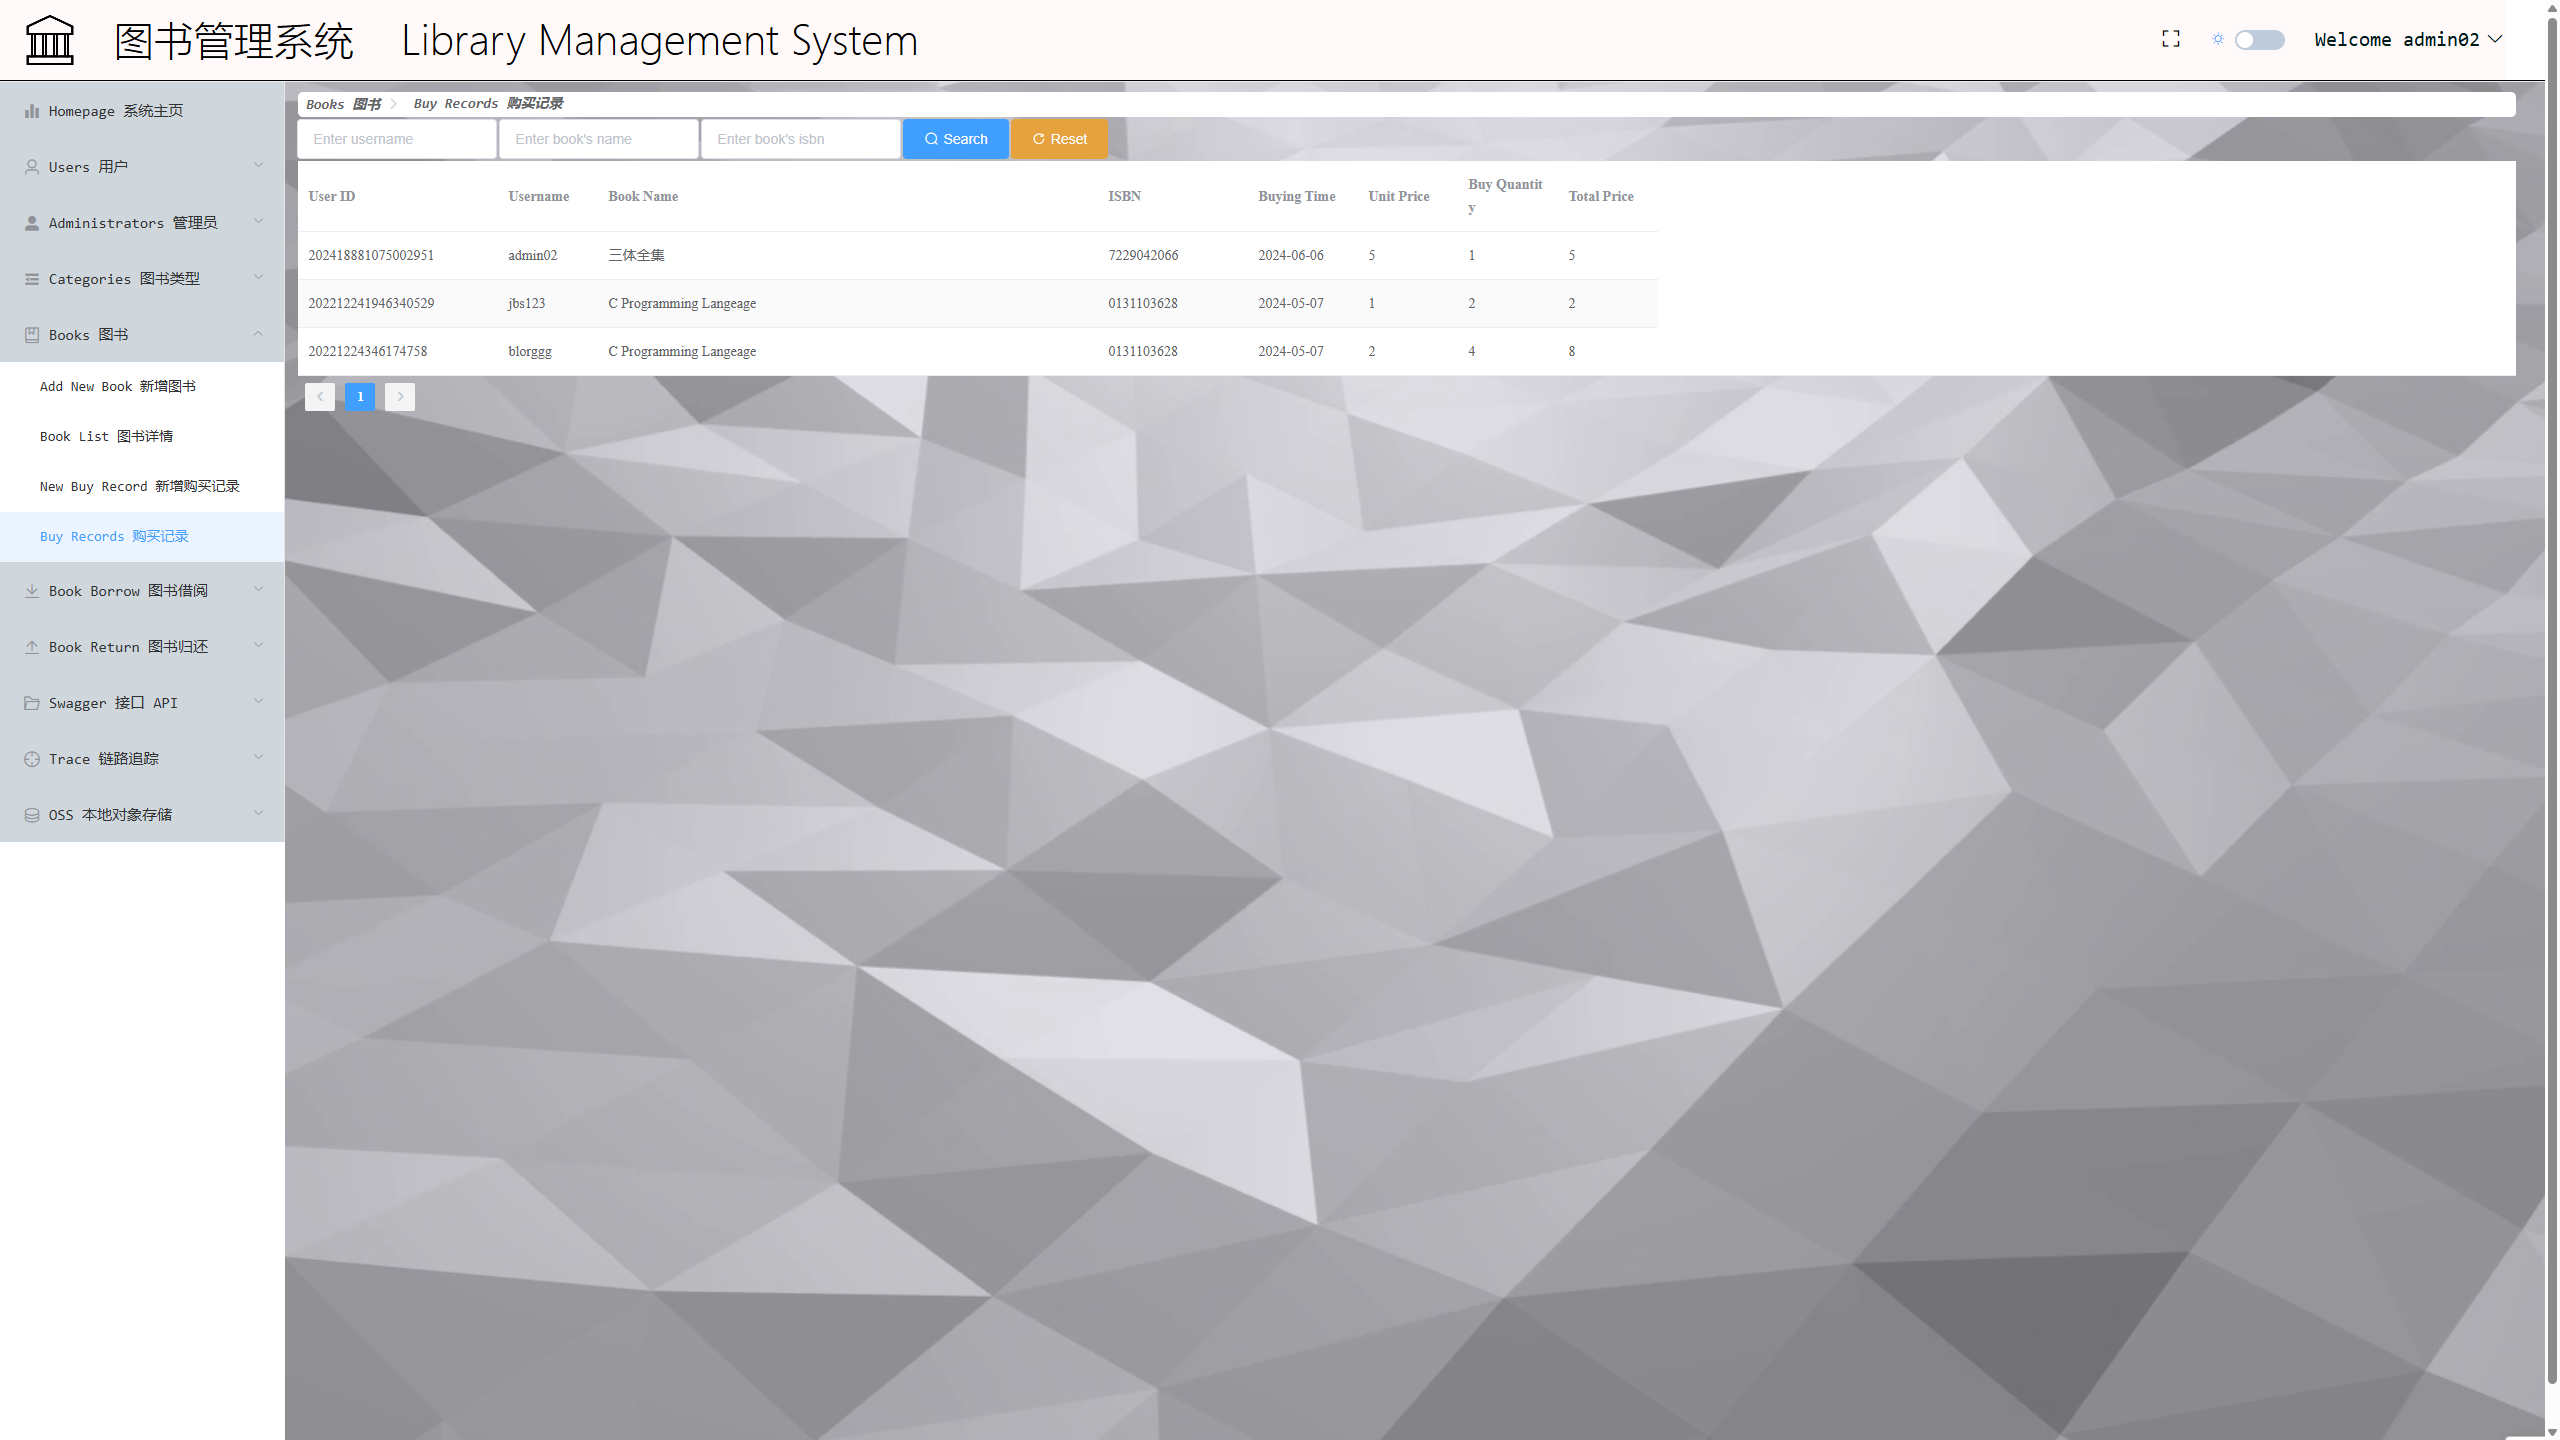 图书管理系统 Library Management System
Welcome admin02
Homepage 系统主页
Users 用户
Administrators 管理员
Categories 图书类型
Books 图书
Add New Book 新增图书
Book List 图书详情
New Buy Record 新增购买记录
Buy Records 购买记录
Book Borrow 图书借阅
Book Return 图书归还
Swagger 接口 API
Trace 链路追踪
OSS 本地对象存储
Books 图书 Buy Records 购买记录
Enter username Enter book's name Enter book's isbn Search Reset
User ID Username Book Name ISBN Buying Time Unit Price Buy Quantit
y Total Price
202418881075002951 admin02 三体全集 7229042066 2024-06-06 5 1 5
202212241946340529 jbs123 C Programming Langeage 0131103628 2024-05-07 1 2 2
20221224346174758 blorggg C Programming Langeage 0131103628 2024-05-07 2 4 8
1